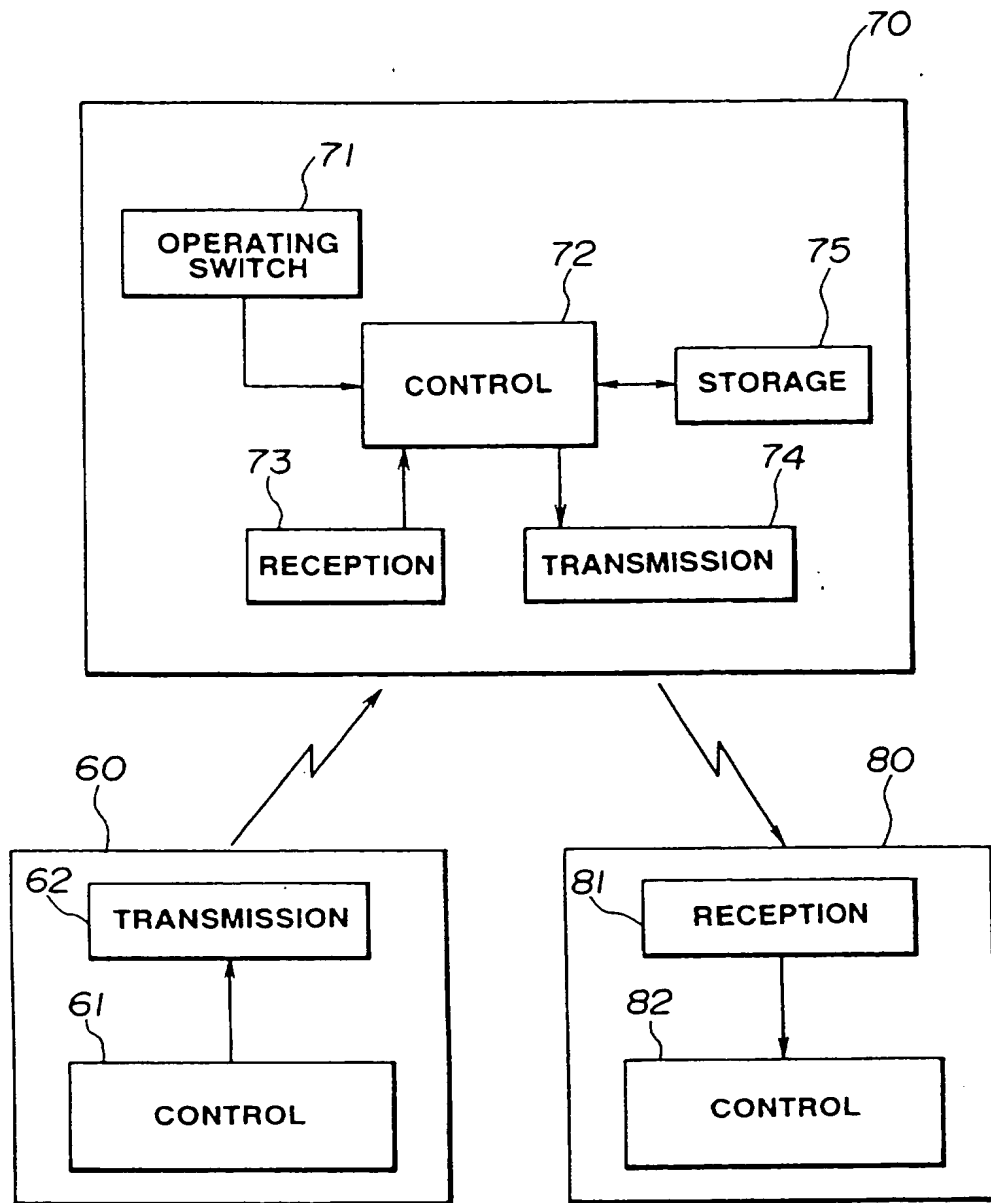 70
71
OPERATING
SWITCH
72
75
CONTROL
STORAGE
73
74
RECEPTION
TRANSMISSION
60
80
62
TRANSMISSION
81
RECEPTION
61
CONTROL
82
CONTROL